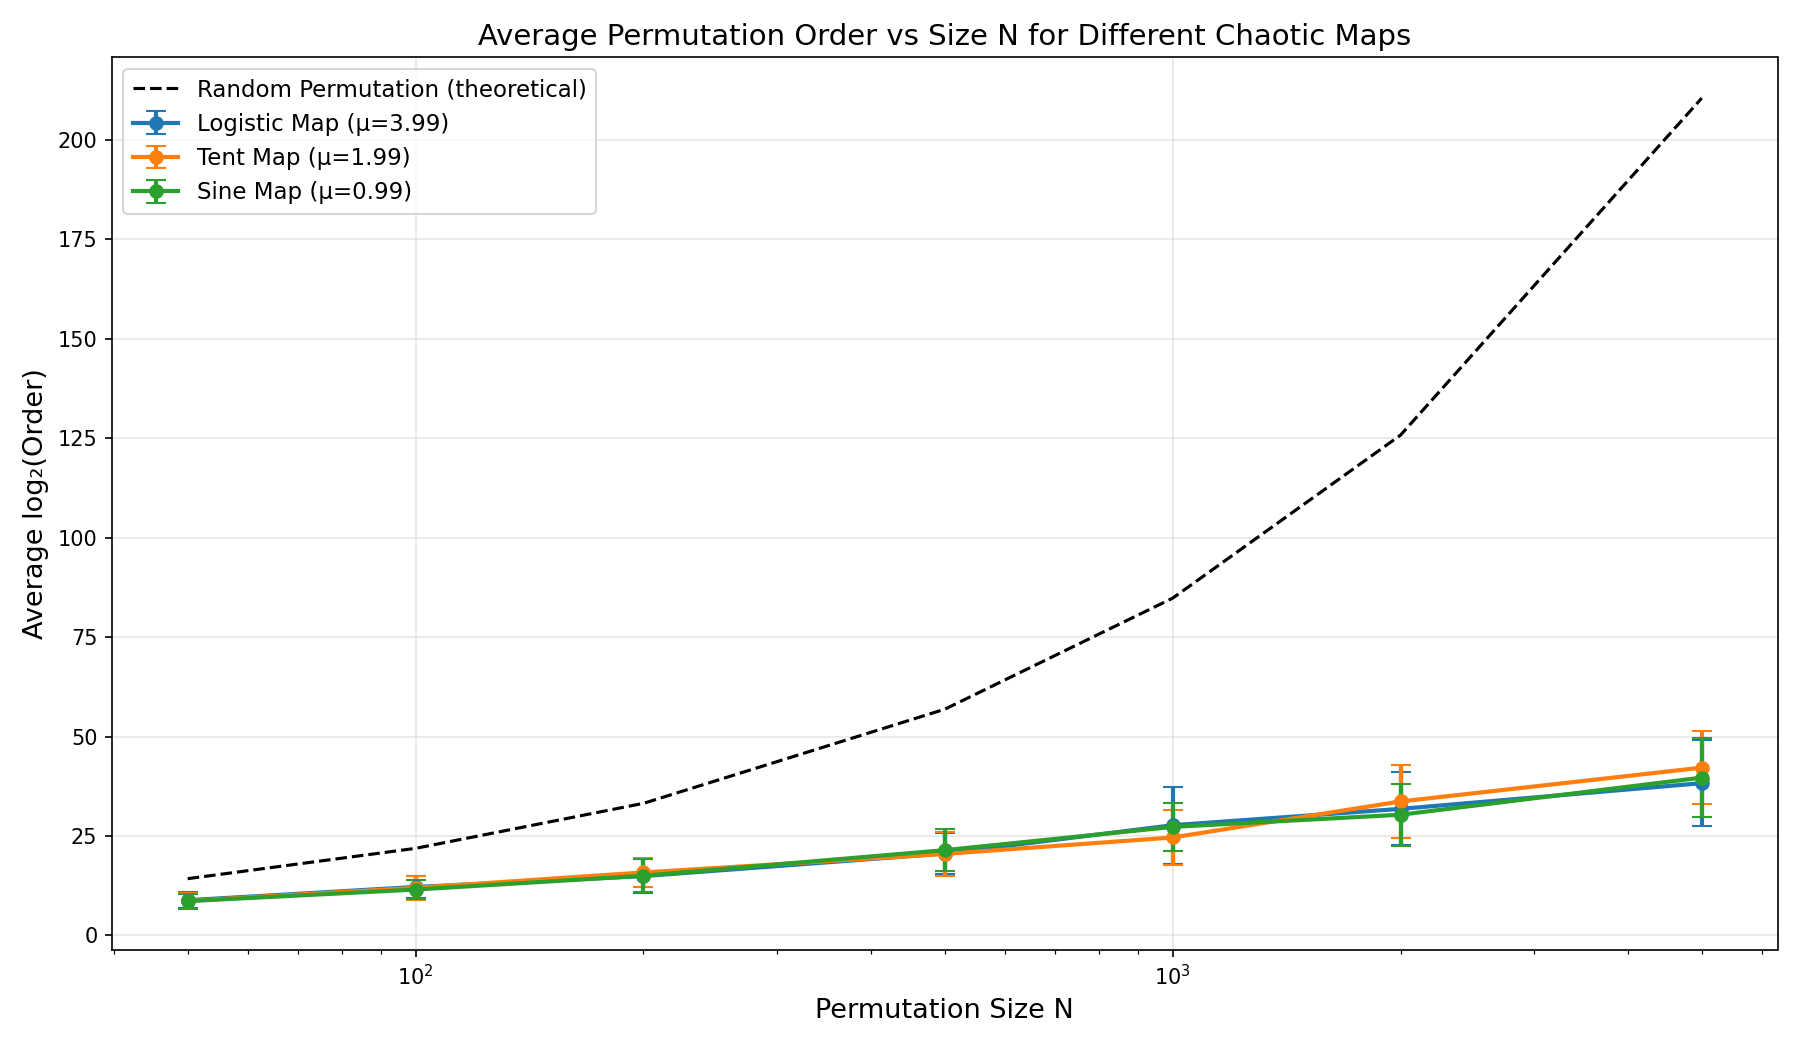 Average Permutation Order vs Size N for Different Chaotic Maps
Random Permutation (theoretical)
Logistic Map (μ=3.99)
Tent Map (μ=1.99)
Sine Map (μ=0.99)
Average log₂(Order)
200
175
150
125
100
75
50
25
0
10²
10³
Permutation Size N